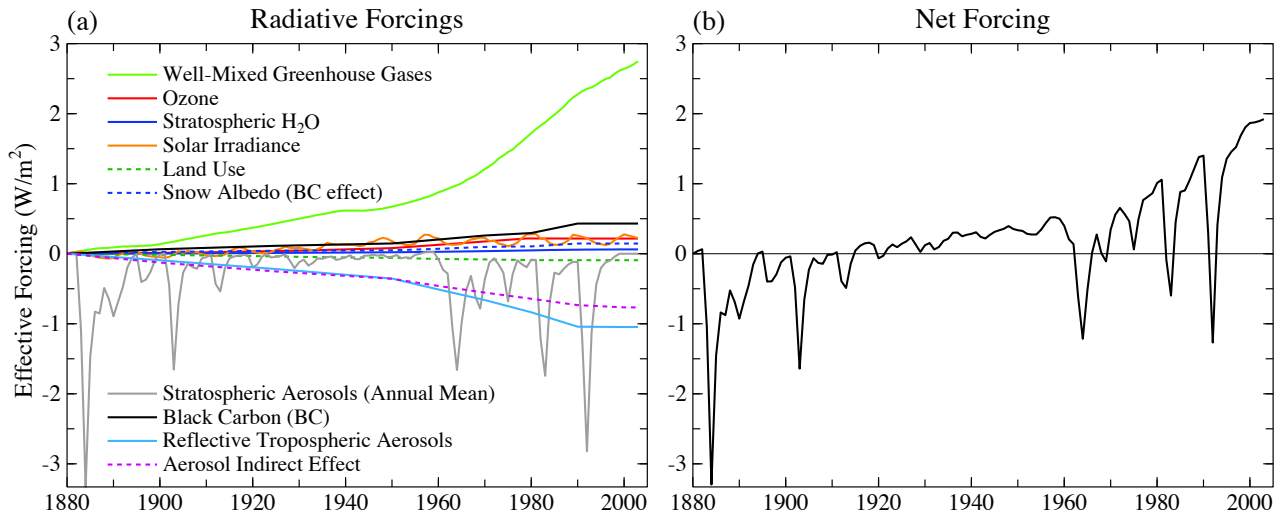 (a)
Radiative Forcings
Effective Forcing (W/m²)
3
2
1
0
-1
-2
-3
Well-Mixed Greenhouse Gases
Ozone
Stratospheric H₂O
Solar Irradiance
Land Use
Snow Albedo (BC effect)
Stratospheric Aerosols (Annual Mean)
Black Carbon (BC)
Reflective Tropospheric Aerosols
Aerosol Indirect Effect
1880 1900 1920 1940 1960 1980 2000
(b)
Net Forcing
3
2
1
0
-1
-2
-3
1880 1900 1920 1940 1960 1980 2000